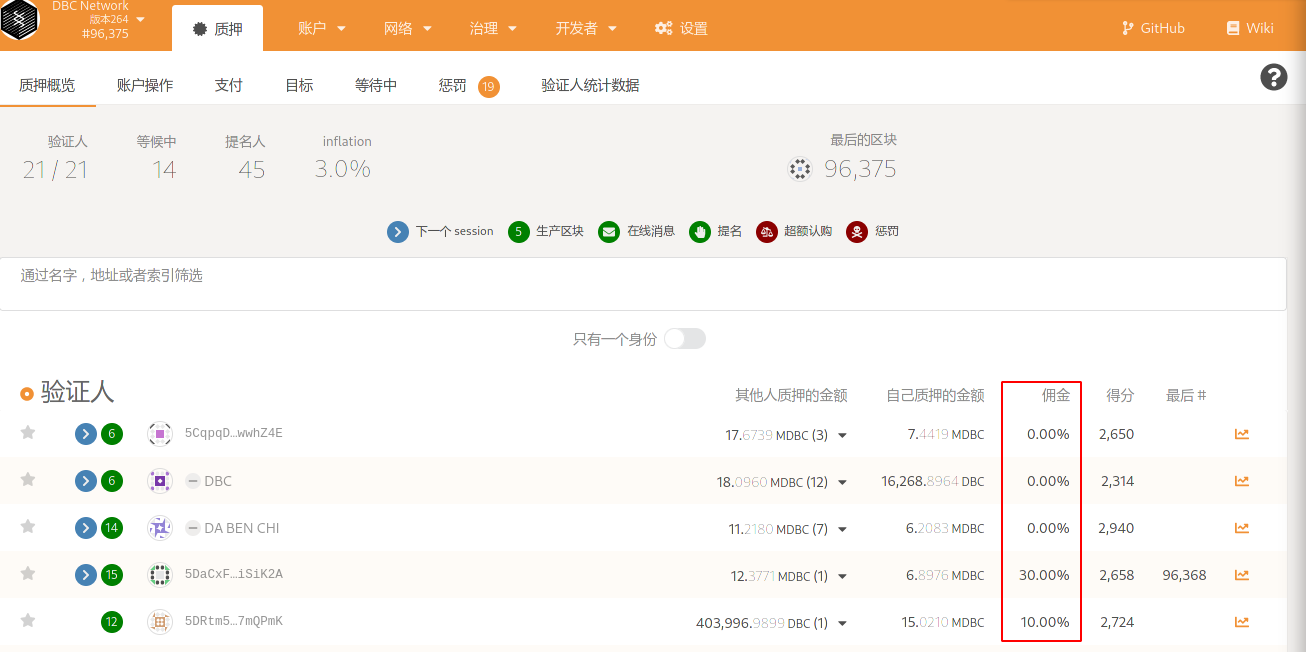 DBC Network
版本264
#96,375
质押
账户
网络
治理
开发者
设置
GitHub
Wiki
质押概览
账户操作
支付
目标
等待中
惩罚 19
验证人统计数据
?
验证人 等候中 提名人 inflation 最后的区块
21 / 21 14 45 3.0% 96,375
下一个 session 5 生产区块 在线消息 提名 超额认购 惩罚
通过名字，地址或者索引筛选
只有一个身份
验证人 其他人质押的金额 自己质押的金额 佣金 得分 最后 #
6 5CqpqD…wwhZ4E 17.6739 MDBC (3) 7.4419 MDBC 0.00% 2,650
6 DBC 18.0960 MDBC (12) 16,268.8964 DBC 0.00% 2,314
14 DA BEN CHI 11.2180 MDBC (7) 6.2083 MDBC 0.00% 2,940
15 5DaCxF…iSiK2A 12.3771 MDBC (1) 6.8976 MDBC 30.00% 2,658 96,368
12 5DRtm5…7mQPmK 403,996.9899 DBC (1) 15.0210 MDBC 10.00% 2,724